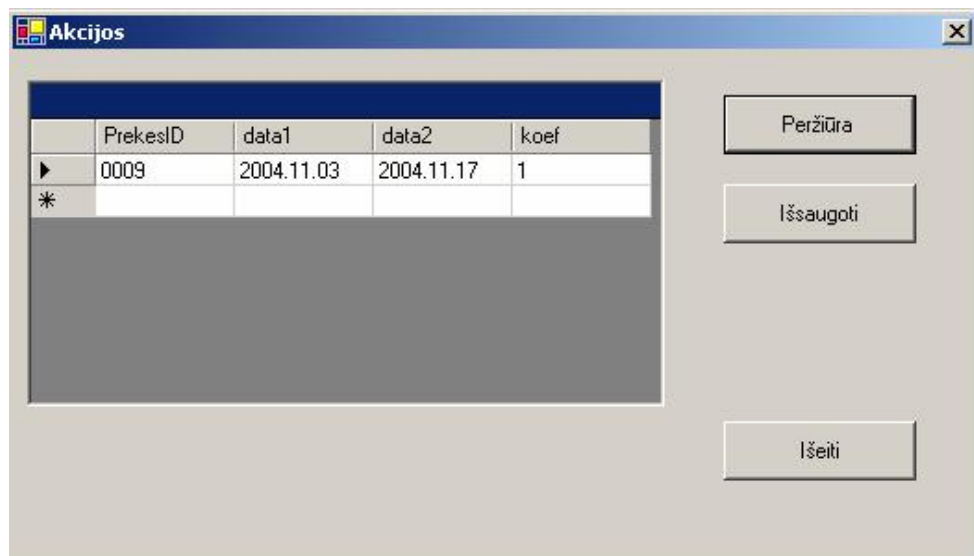 Akcijos
PrekesID data1 data2 koef
0009 2004.11.03 2004.11.17 1
Peržiūra
Išsaugoti
Išeiti